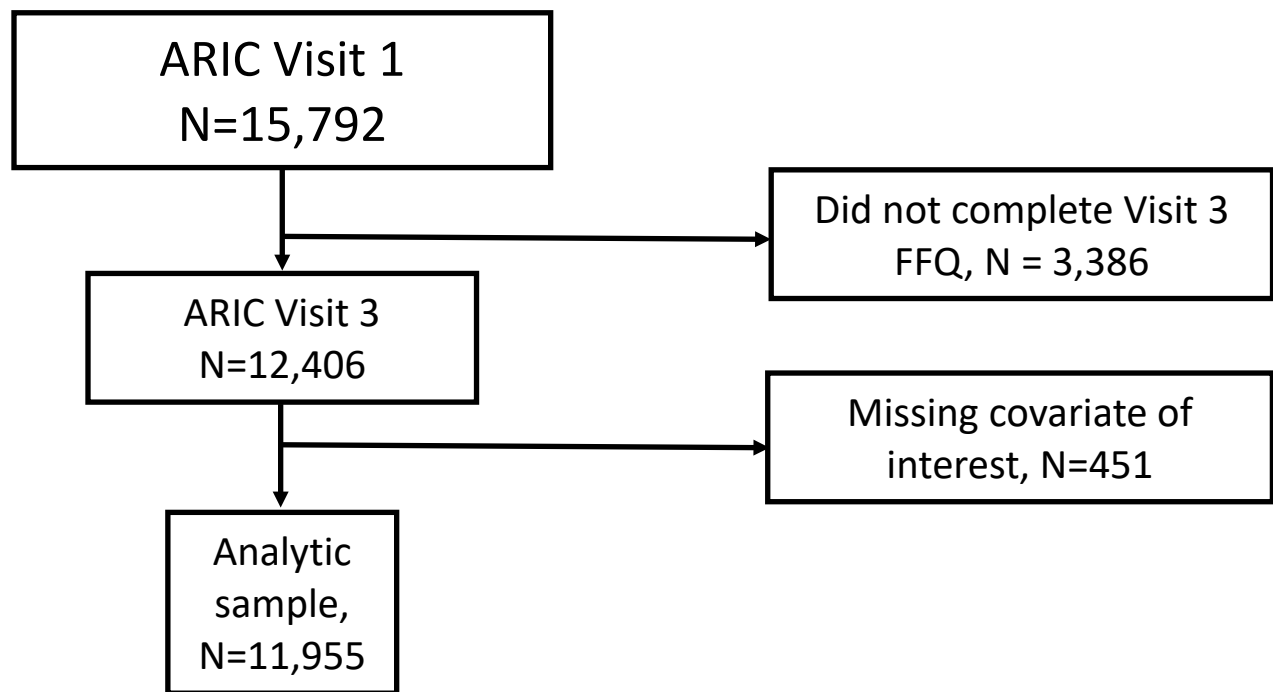 ARIC Visit 1
N=15,792
Did not complete Visit 3
FFQ, N = 3,386
ARIC Visit 3
N=12,406
Missing covariate of
interest, N=451
Analytic
sample,
N=11,955